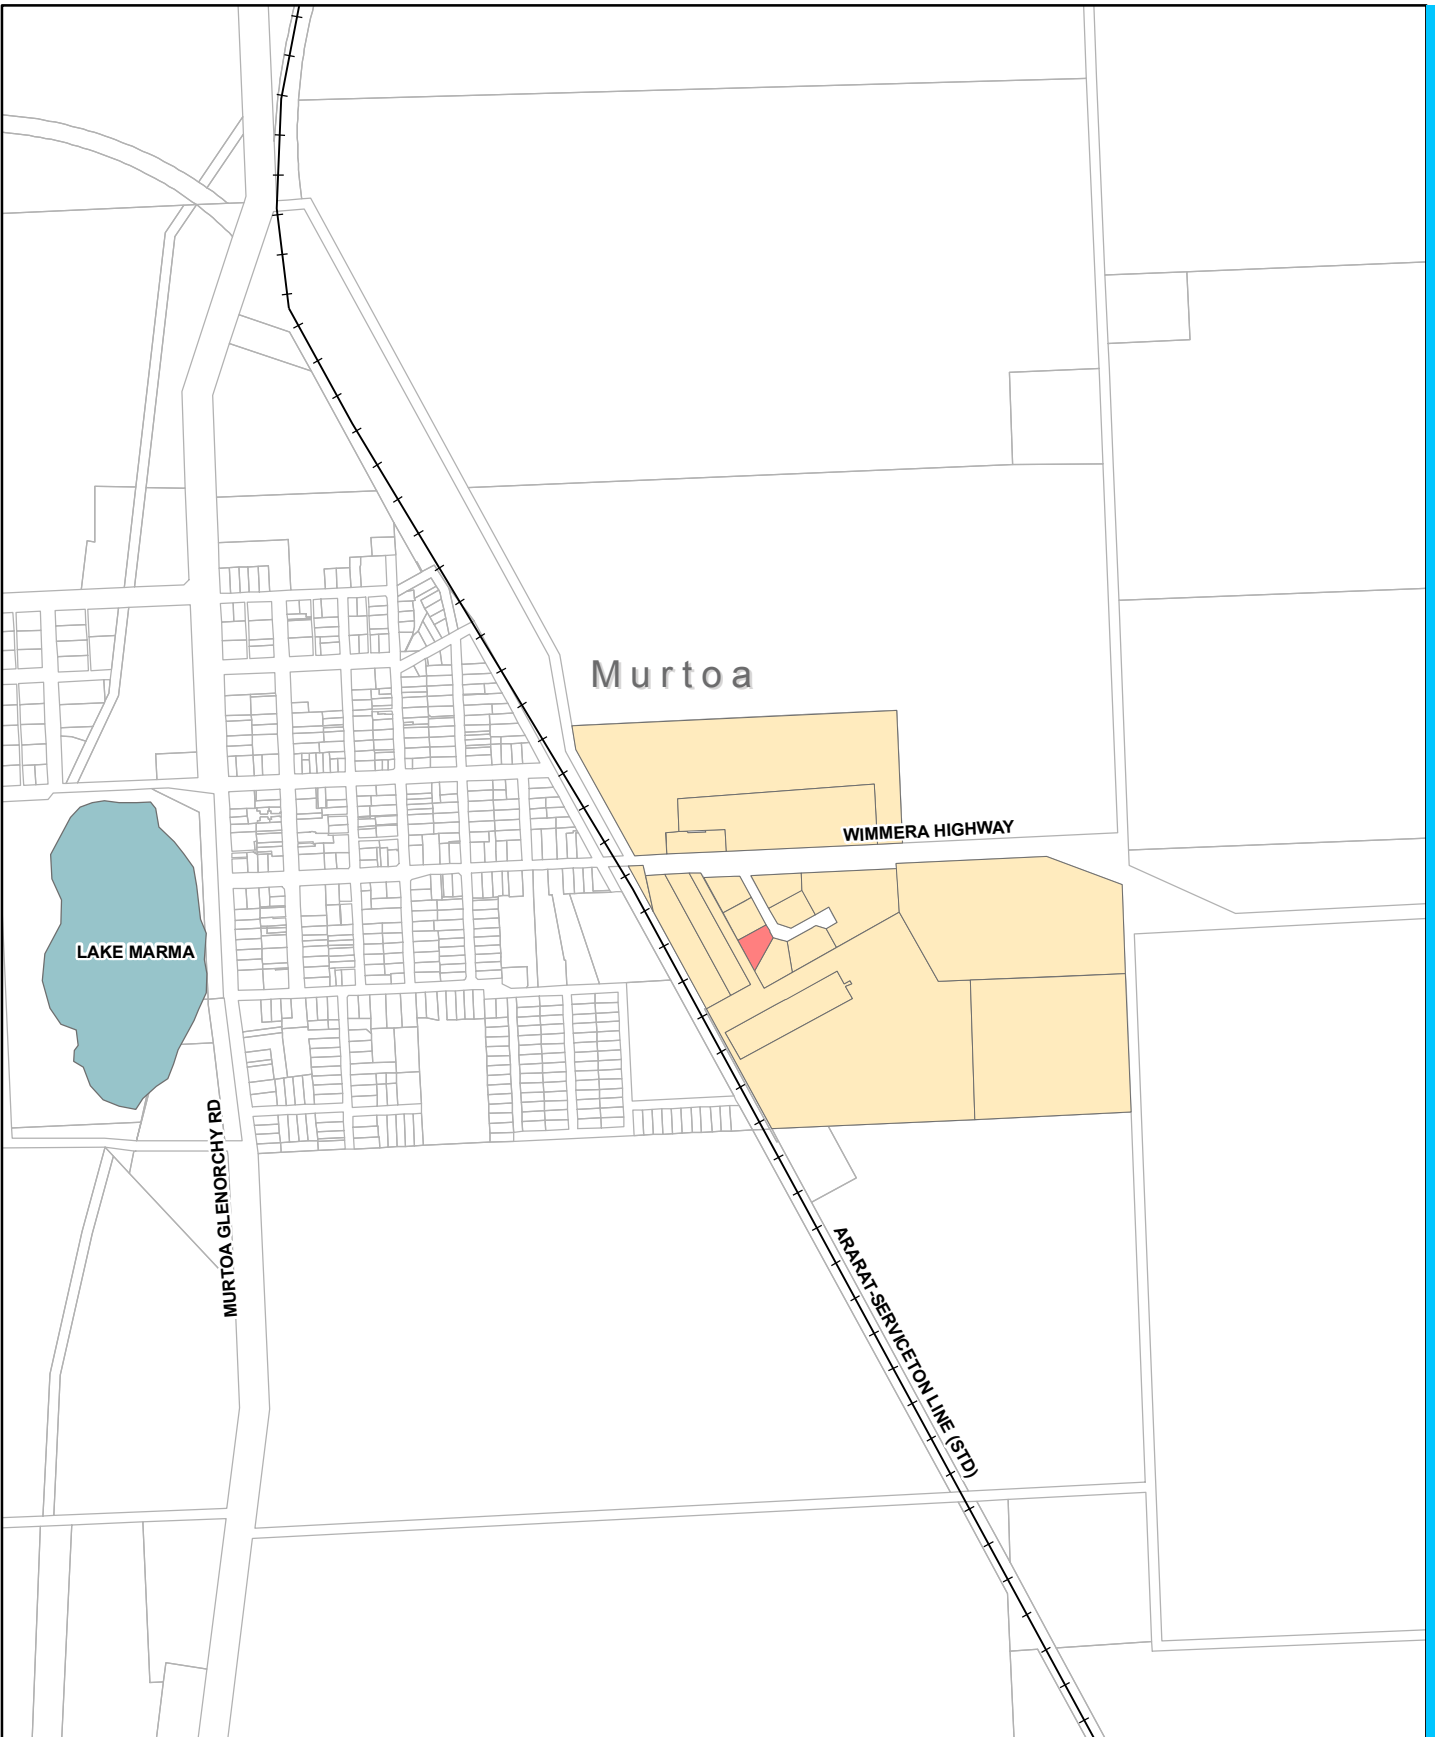 Murtoa
WIMMERA HIGHWAY
LAKE MARMA
MURTOA GLENORCHY RD
ARARAT-SERVICETON LINE (STD)